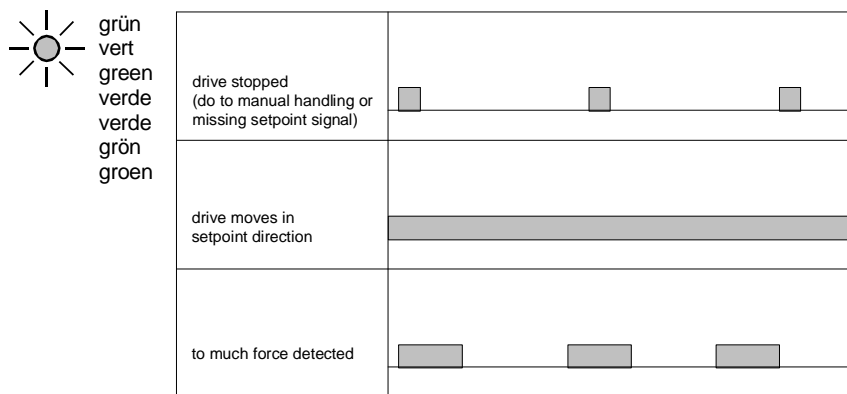 grün
vert
green
verde
verde
grön
groen
drive stopped
(do to manual handling or
missing setpoint signal)
drive moves in
setpoint direction
to much force detected